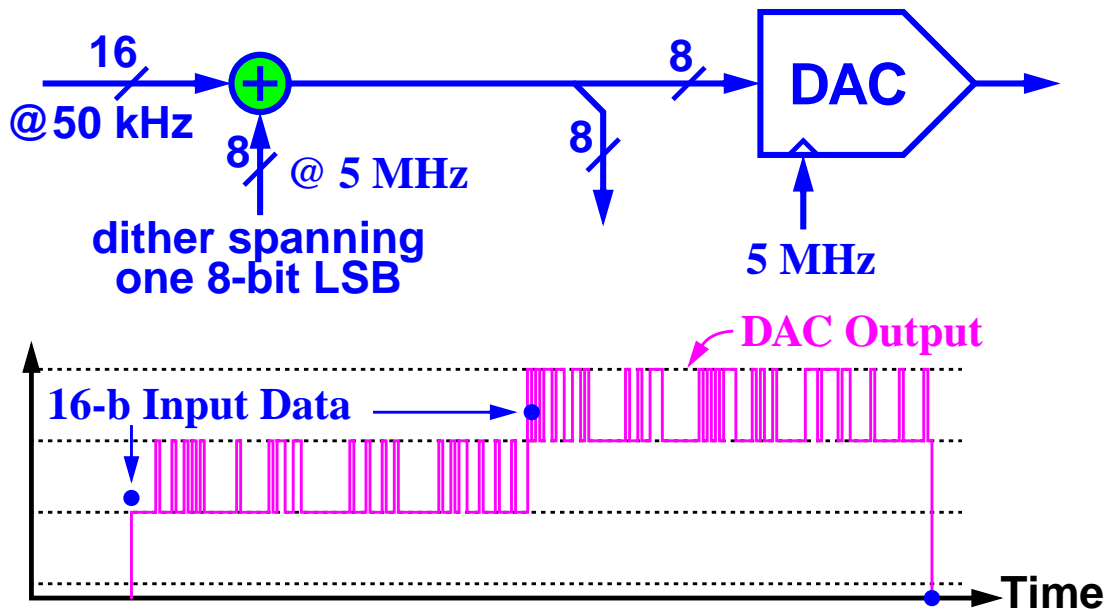 16
@50 kHz
8
@ 5 MHz
dither spanning
one 8-bit LSB
8
8
DAC
5 MHz
DAC Output
16-b Input Data
Time